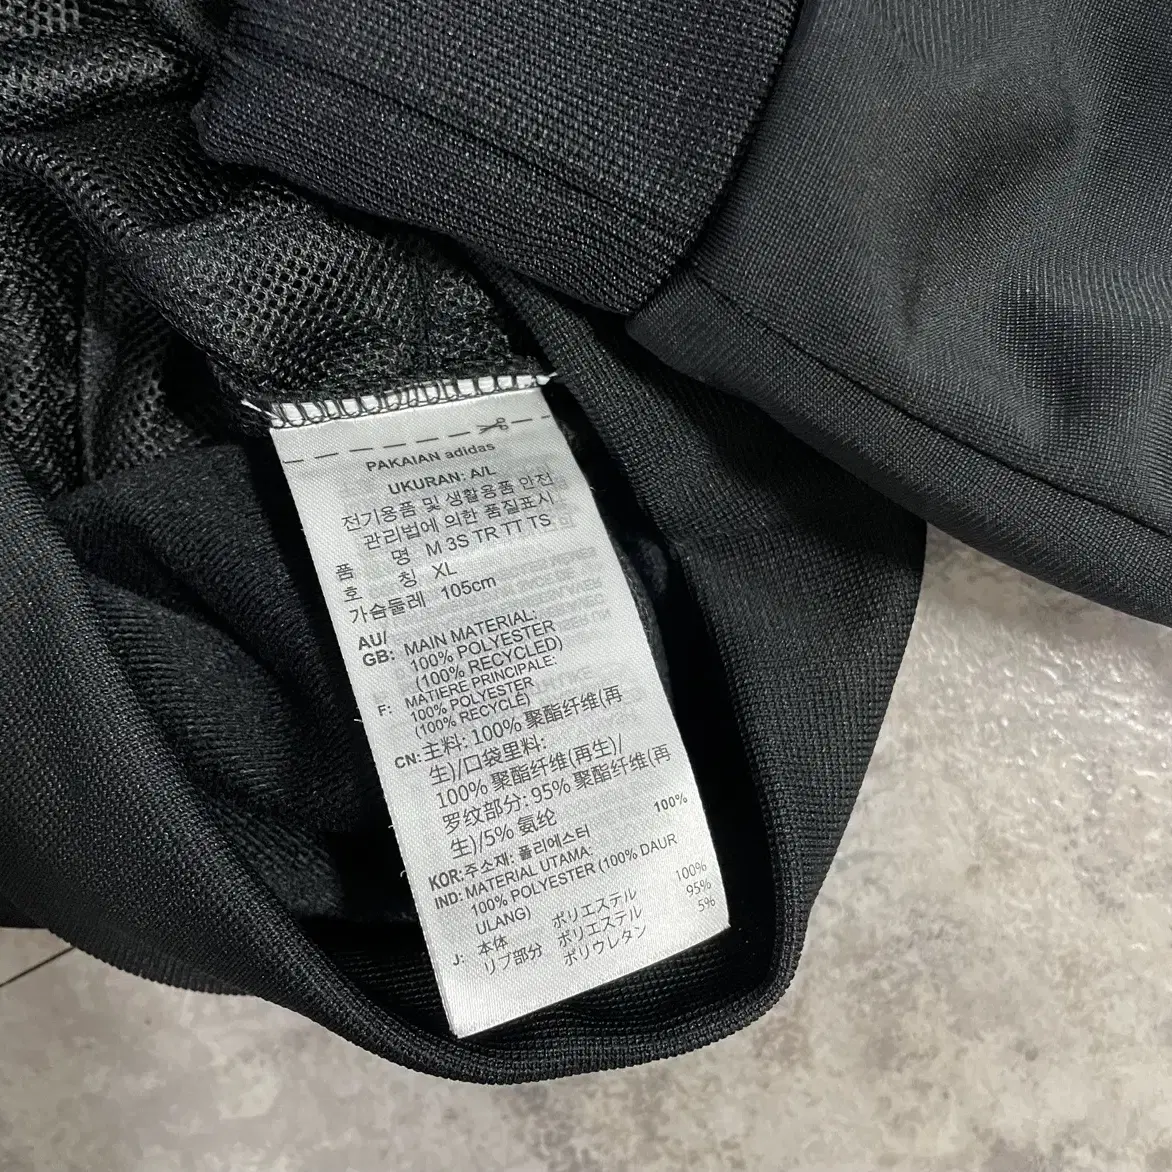 PAKAIAN adidas
UKURAN: A/L
전기용품 및 생활용품 안전
관리법에 의한 품질표시
품 명 M 3S TR TT TS
호 칭 XL
가슴둘레 105cm
AU/
GB: MAIN MATERIAL:
100% POLYESTER
(100% RECYCLED)
F: MATIERE PRINCIPALE:
100% POLYESTER
(100% RECYCLÉ)
CN: 主料: 100% 聚酯纤维(再
生)/口袋里料:
100% 聚酯纤维(再生)/
罗纹部分: 95% 聚酯纤维(再
生)/5% 氨纶
KOR: 주소재: 폴리에스터 100%
IND: MATERIAL UTAMA:
100% POLYESTER (100% DAUR
ULANG)
J: 本体 ポリエステル 100%
リブ部分 ポリエステル 95%
ポリウレタン 5%